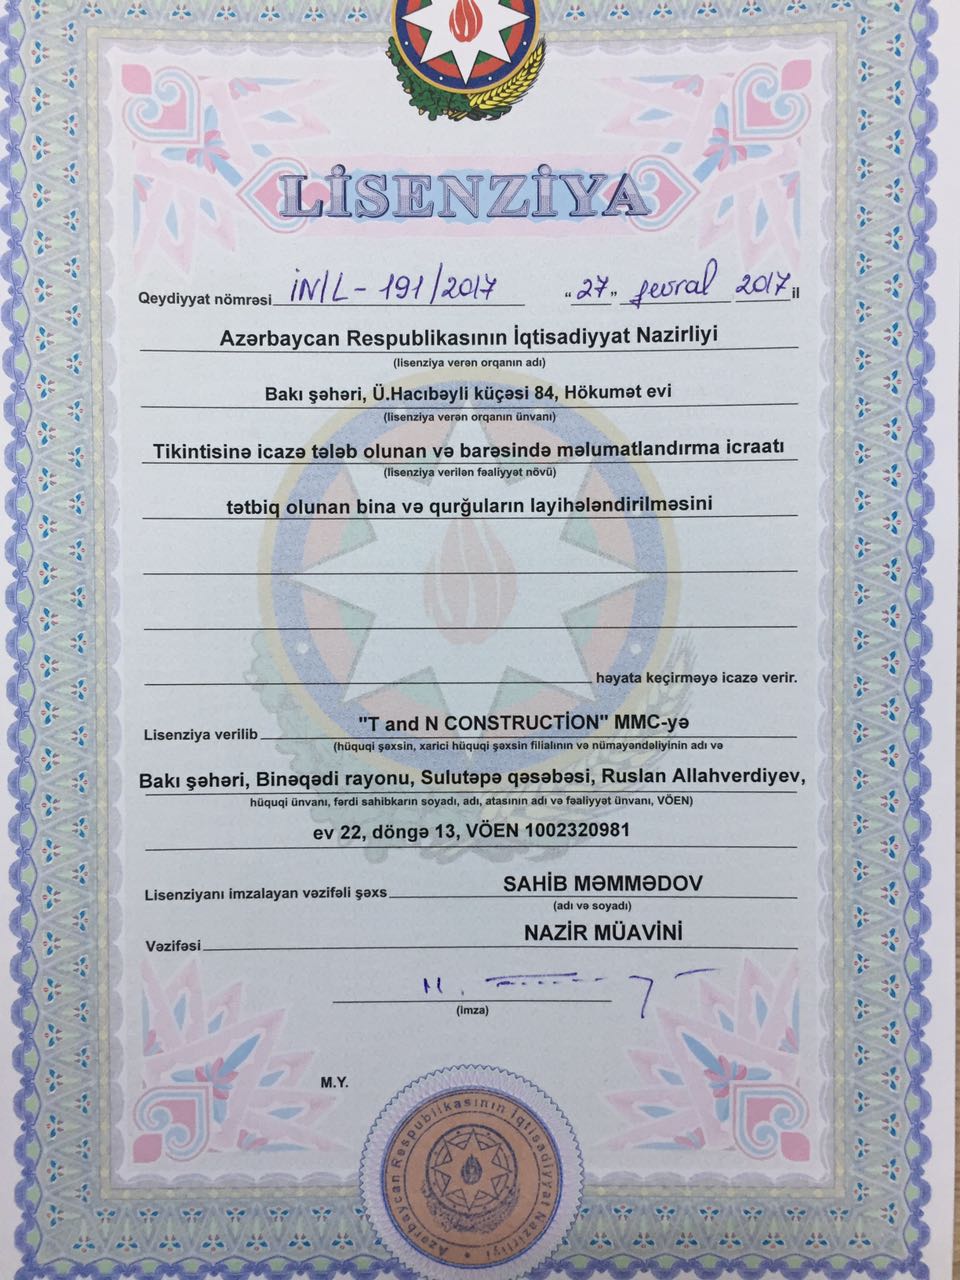 LİSENZİYA
Qeydiyyat nömrəsi İN/L - 191/2017 "27" fevral 2017 il
Azərbaycan Respublikasının İqtisadiyyat Nazirliyi
(lisenziya verən orqanın adı)
Bakı şəhəri, Ü.Hacıbəyli küçəsi 84, Hökumət evi
(lisenziya verən orqanın ünvanı)
Tikintisinə icazə tələb olunan və barəsində məlumatlandırma icraatı
(lisenziya verilən fəaliyyət növü)
tətbiq olunan bina və qurğuların layihələndirilməsini
həyata keçirməyə icazə verir.
Lisenziya verilib "T and N CONSTRUCTİON" MMC-yə
(hüquqi şəxsin, xarici hüquqi şəxsin filialının və nümayəndəliyinin adı və
Bakı şəhəri, Binəqədi rayonu, Sulutəpə qəsəbəsi, Ruslan Allahverdiyev,
hüquqi ünvanı, fərdi sahibkarın soyadı, adı, atasının adı və fəaliyyət ünvanı, VÖEN)
ev 22, döngə 13, VÖEN 1002320981
Lisenziyanı imzalayan vəzifəli şəxs SAHİB MƏMMƏDOV
(adı və soyadı)
Vəzifəsi NAZİR MÜAVİNİ
(imza)
M.Y.
Azərbaycan Respublikasının İqtisadiyyat Nazirliyi